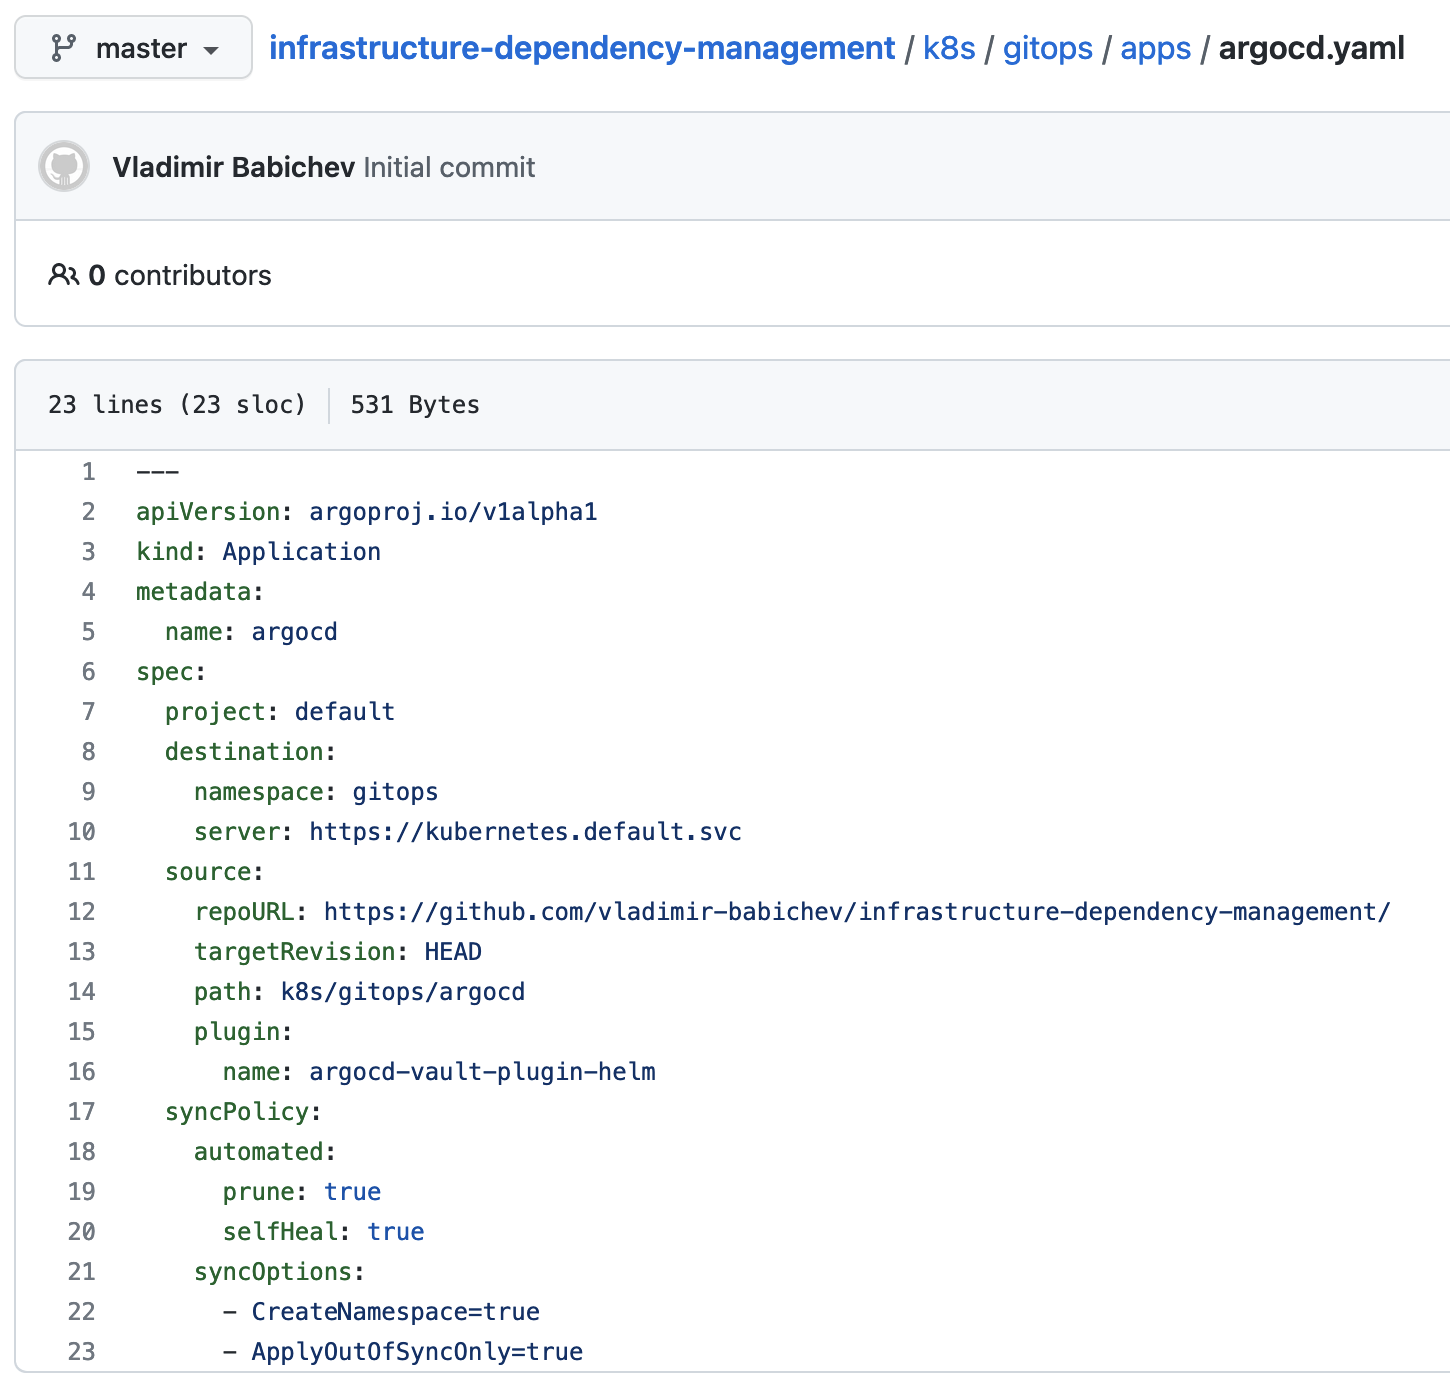 master infrastructure-dependency-management / k8s / gitops / apps / argocd.yaml
Vladimir Babichev Initial commit
0 contributors
23 lines (23 sloc) 531 Bytes
1 ---
2 apiVersion: argoproj.io/v1alpha1
3 kind: Application
4 metadata:
5   name: argocd
6 spec:
7   project: default
8   destination:
9     namespace: gitops
10     server: https://kubernetes.default.svc
11   source:
12     repoURL: https://github.com/vladimir-babichev/infrastructure-dependency-management/
13     targetRevision: HEAD
14     path: k8s/gitops/argocd
15     plugin:
16       name: argocd-vault-plugin-helm
17   syncPolicy:
18     automated:
19       prune: true
20       selfHeal: true
21     syncOptions:
22       - CreateNamespace=true
23       - ApplyOutOfSyncOnly=true